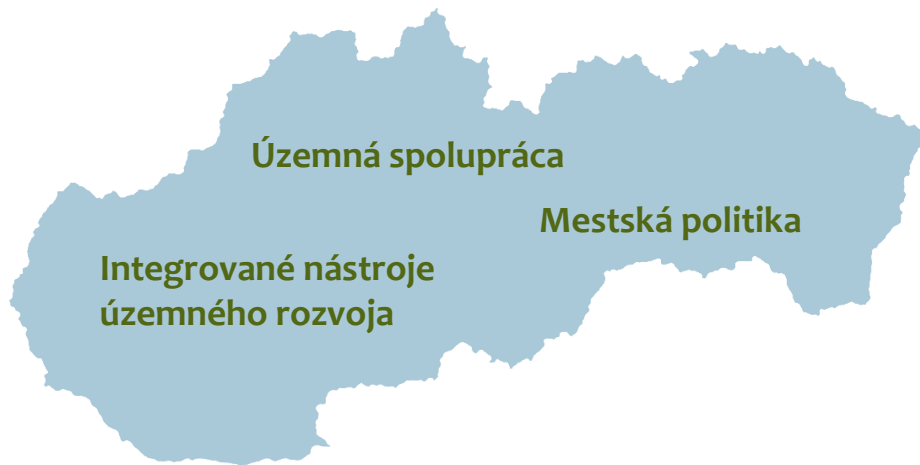 Územná spolupráca
Mestská politika
Integrované nástroje
územného rozvoja